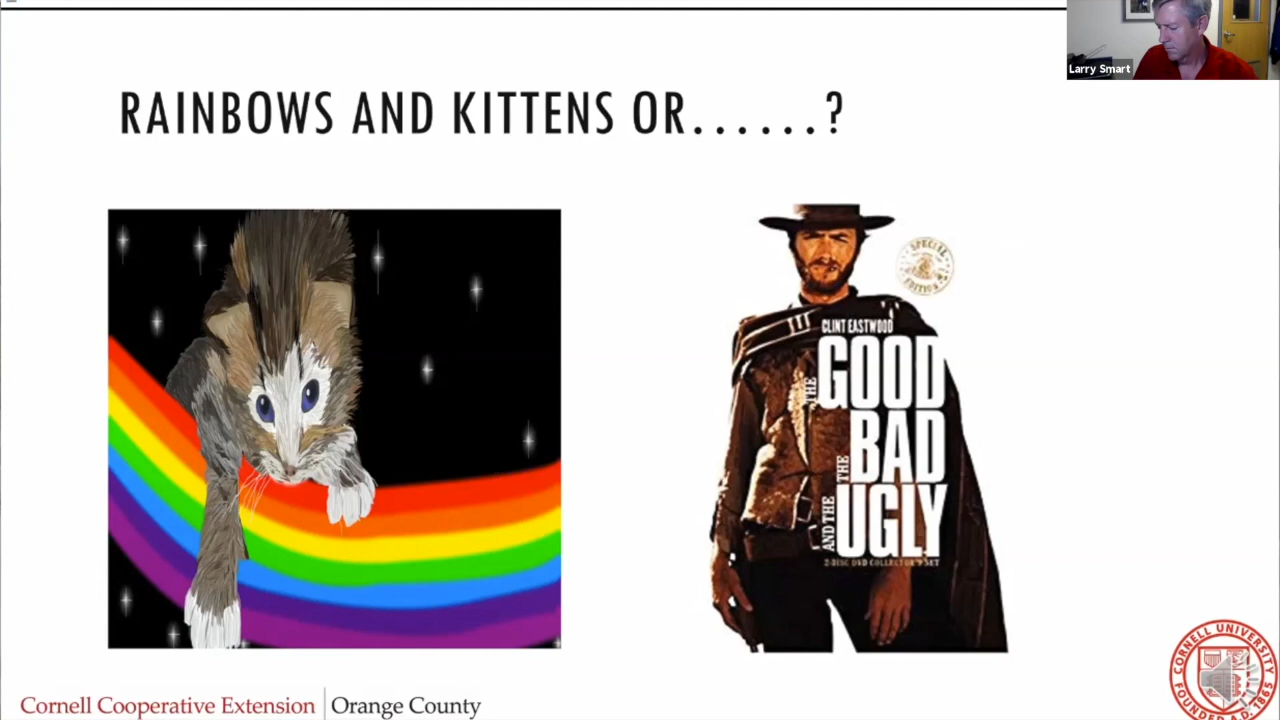 Larry Smart
RAINBOWS AND KITTENS OR......?
SPECIAL
EDITION
CLINT EASTWOOD
THE GOOD
THE BAD
AND THE UGLY
2-DISC DVD COLLECTOR'S SET
Cornell Cooperative Extension | Orange County
CORNELL UNIVERSITY
FOUNDED A.D. 1865